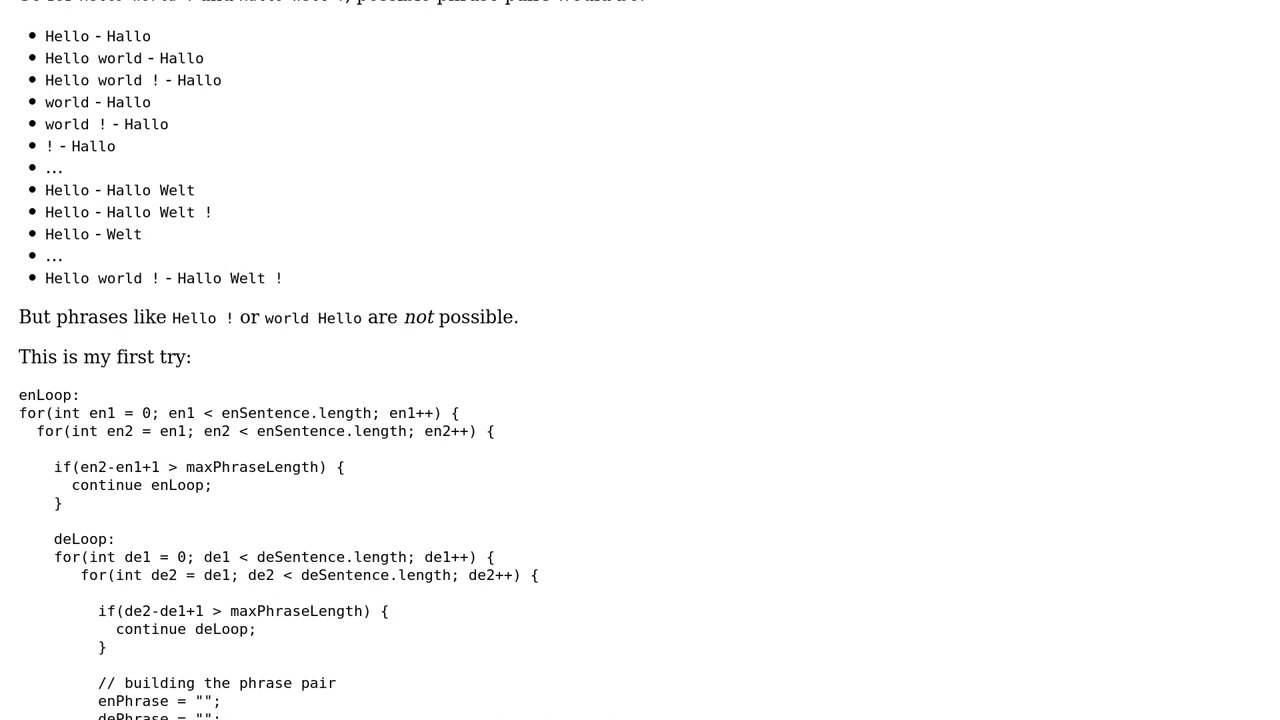 • Hello - Hallo
• Hello world - Hallo
• Hello world ! - Hallo
• world - Hallo
• world ! - Hallo
• ! - Hallo
• ...
• Hello - Hallo Welt
• Hello - Hallo Welt !
• Hello - Welt
• ...
• Hello world ! - Hallo Welt !
But phrases like Hello ! or world Hello are not possible.
This is my first try:
enLoop:
for(int en1 = 0; en1 < enSentence.length; en1++) {
  for(int en2 = en1; en2 < enSentence.length; en2++) {
    if(en2-en1+1 > maxPhraseLength) {
      continue enLoop;
    }
    deLoop:
    for(int de1 = 0; de1 < deSentence.length; de1++) {
       for(int de2 = de1; de2 < deSentence.length; de2++) {
         if(de2-de1+1 > maxPhraseLength) {
           continue deLoop;
         }
         // building the phrase pair
         enPhrase = "";
         dePhrase = "";